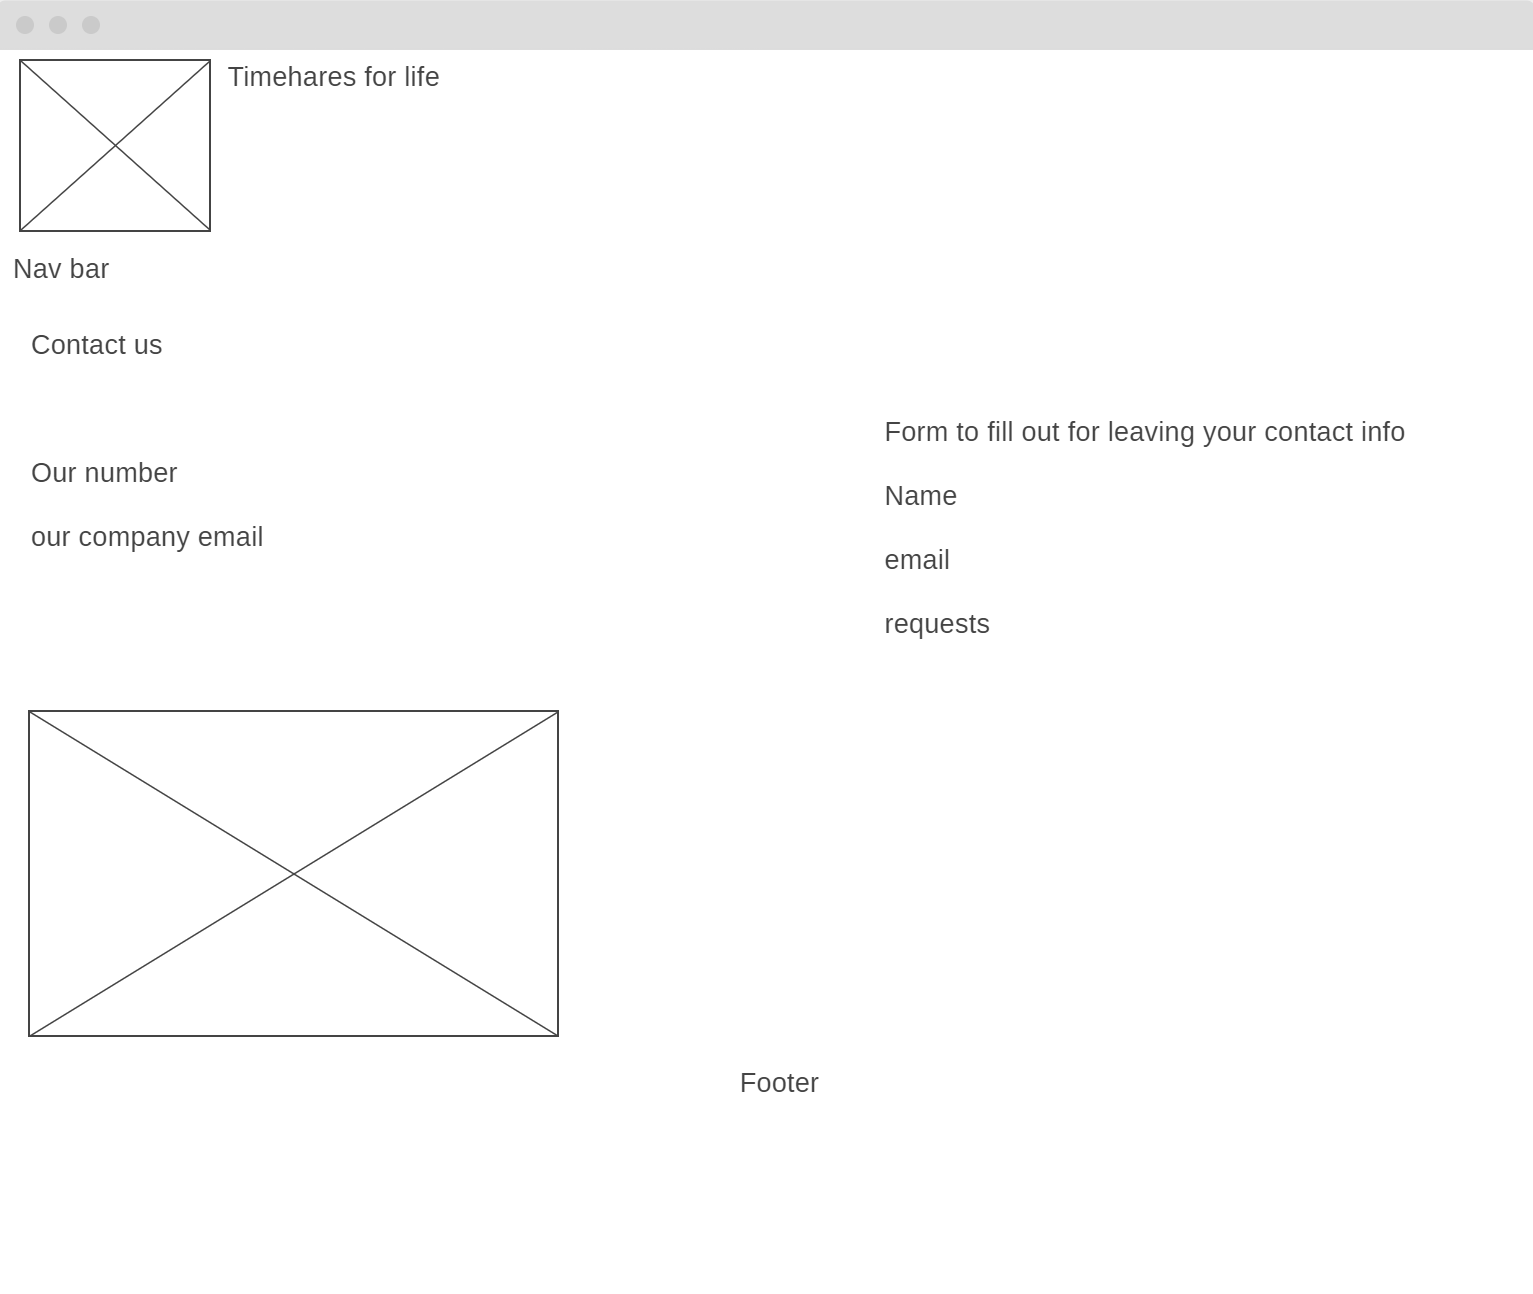 Timehares for life
Nav bar
Contact us
Our number
our company email
Form to fill out for leaving your contact info
Name
email
requests
Footer